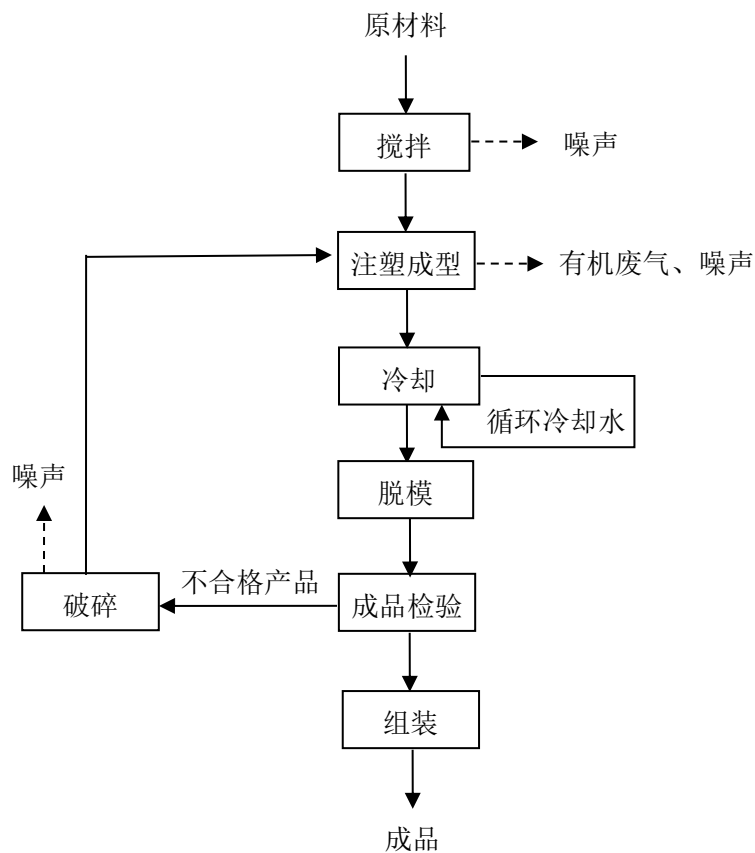 原材料
搅拌
噪声
注塑成型
有机废气、噪声
冷却
循环冷却水
噪声
脱模
不合格产品
破碎
成品检验
组装
成品